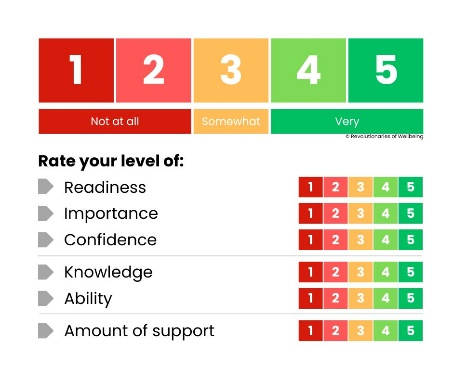 1 2 3 4 5
Not at all Somewhat Very
© Revolutionaries of Wellbeing
Rate your level of:
Readiness 1 2 3 4 5
Importance 1 2 3 4 5
Confidence 1 2 3 4 5
Knowledge 1 2 3 4 5
Ability 1 2 3 4 5
Amount of support 1 2 3 4 5